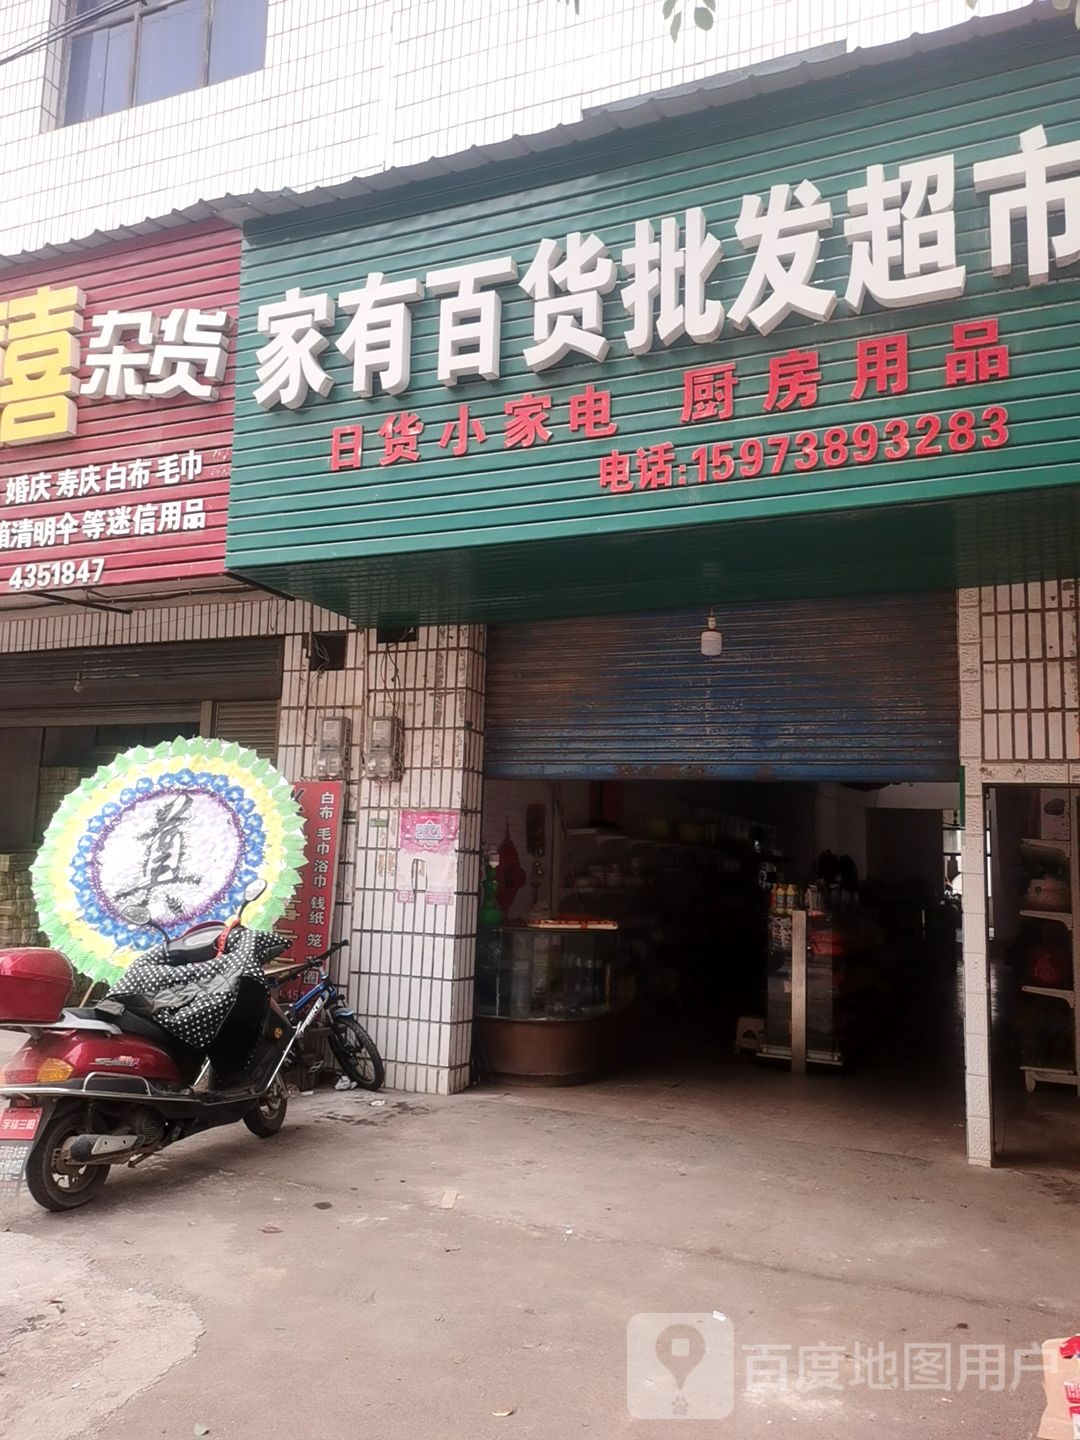 家有百货批发超市
日货小家电 厨房用品
电话:15973893283
禧杂货
婚庆 寿庆 白布 毛巾
箱清明伞等迷信用品
4351847
奠
白布 毛巾 浴巾 钱纸 笼
百度地图用户